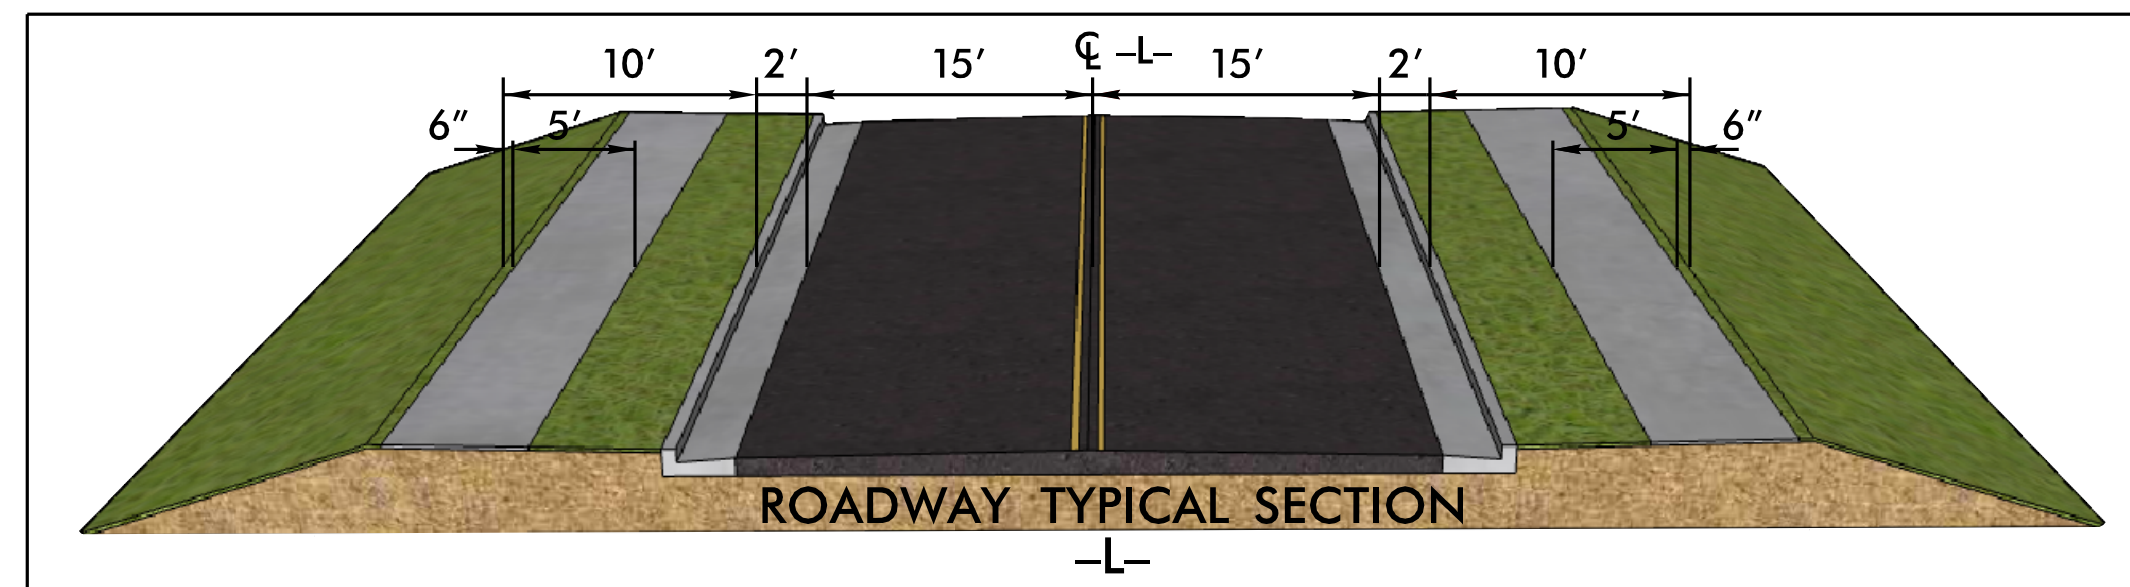 ℄ –L–
10′ 2′ 15′ 15′ 2′ 10′
6″ 5′ 5′ 6″
ROADWAY TYPICAL SECTION
–L–